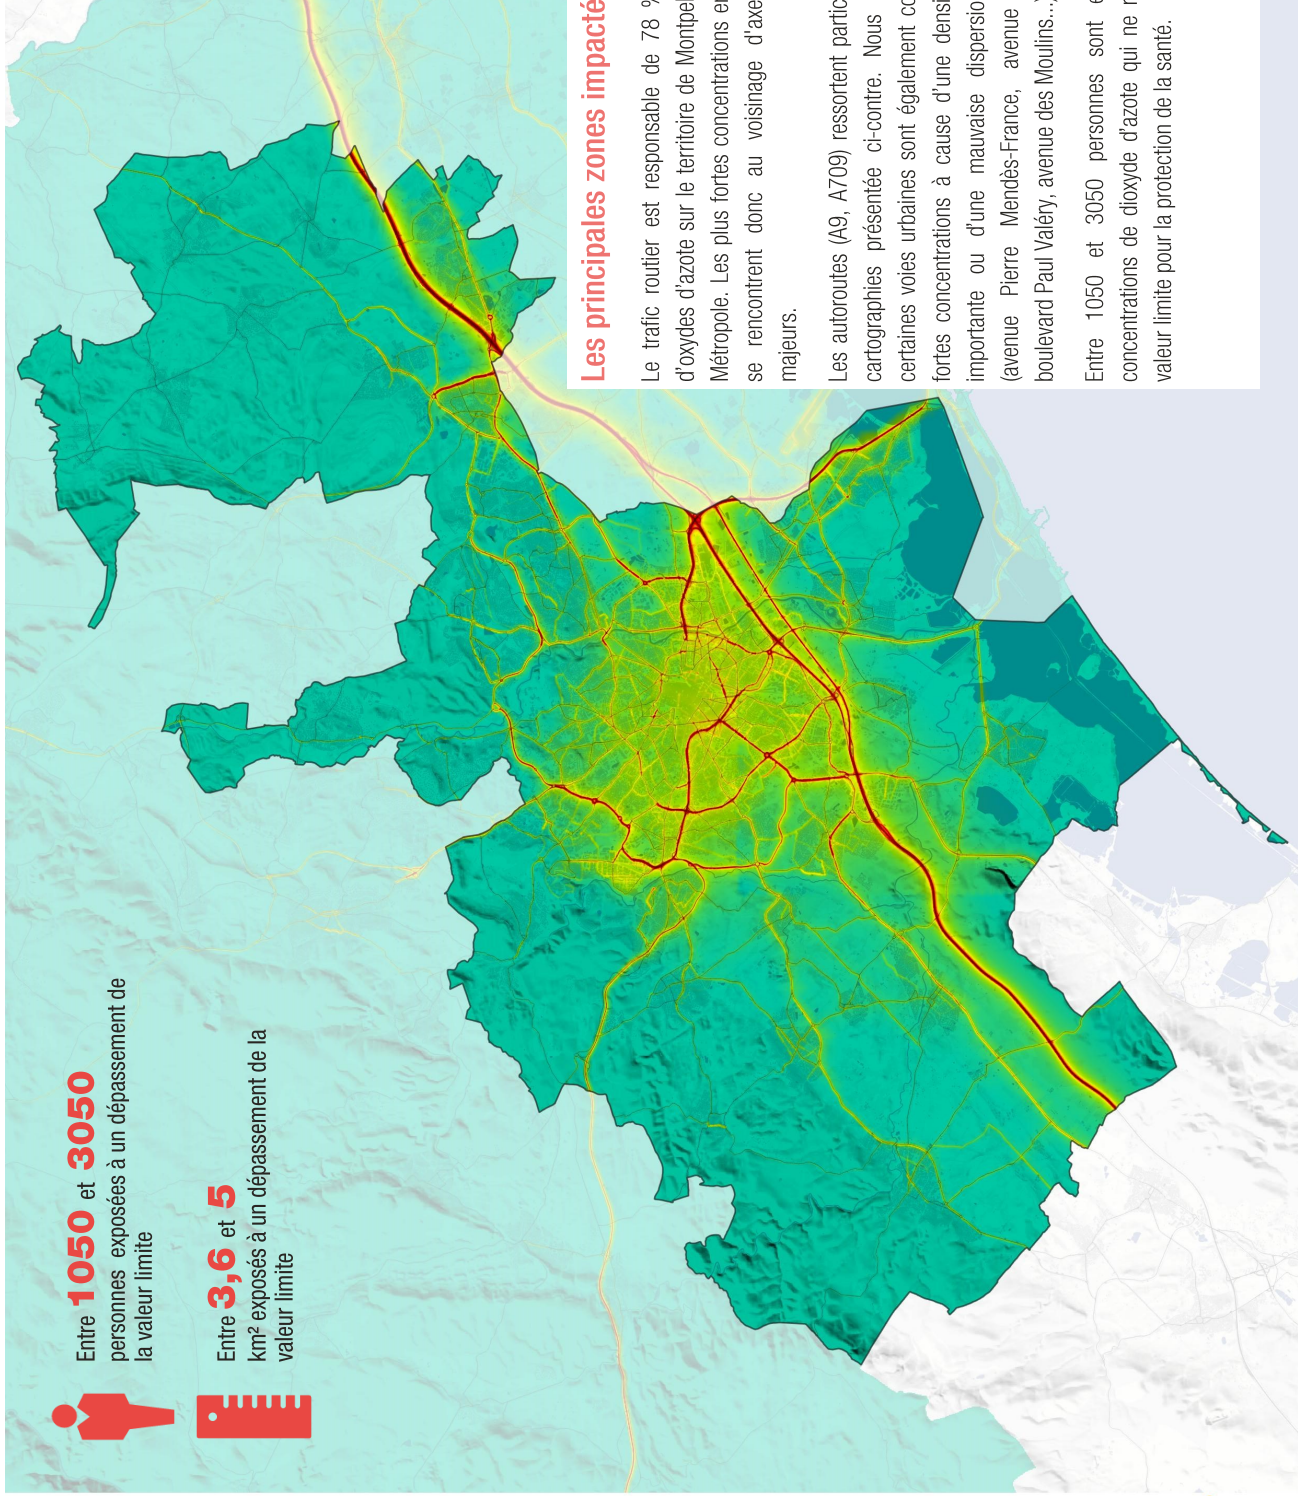 Entre 1050 et 3050
personnes exposées à un dépassement de
la valeur limite
Entre 3,6 et 5
km² exposés à un dépassement de la
valeur limite
Les principales zones impacté
Le trafic routier est responsable de 78 %
d'oxydes d'azote sur le territoire de Montpel
Métropole. Les plus fortes concentrations en
se rencontrent donc au voisinage d'axe
majeurs.
Les autoroutes (A9, A709) ressortent partic
cartographies présentée ci-contre. Nous
certaines voies urbaines sont également co
fortes concentrations à cause d'une densi
importante ou d'une mauvaise dispersio
(avenue Pierre Mendès-France, avenue
boulevard Paul Valéry, avenue des Moulins...)
Entre 1050 et 3050 personnes sont e
concentrations de dioxyde d'azote qui ne r
valeur limite pour la protection de la santé.